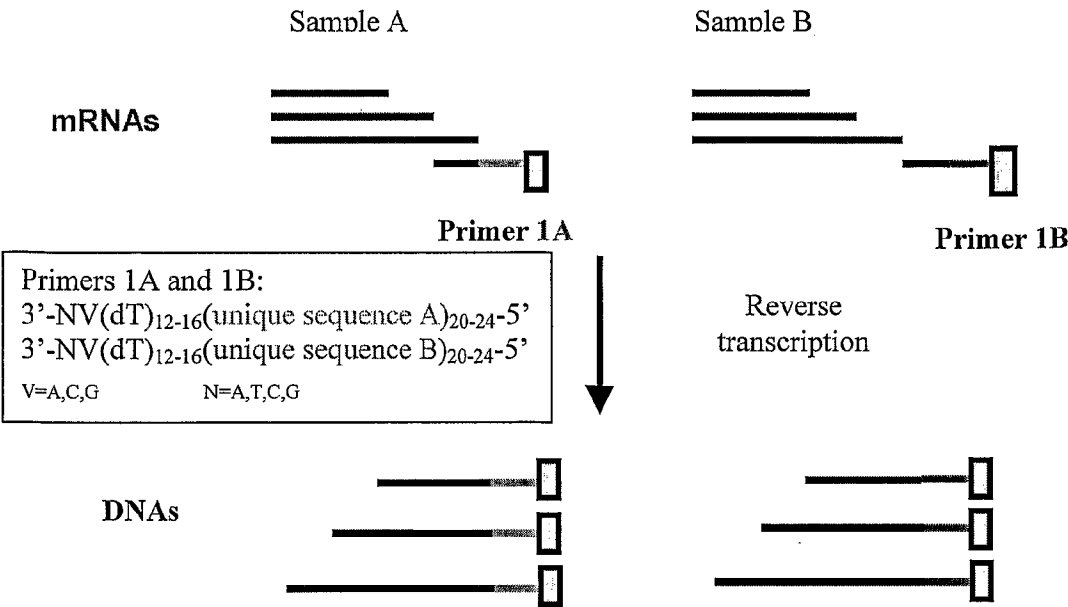 Sample A
Sample B
mRNAs
Primer 1A
Primer 1B
Primers 1A and 1B:
3’-NV(dT)12-16(unique sequence A)20-24-5’
3’-NV(dT)12-16(unique sequence B)20-24-5’
V=A,C,G N=A,T,C,G
Reverse
transcription
DNAs